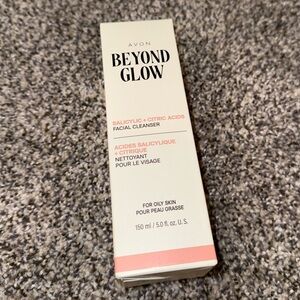 AVON
BEYOND
GLOW
SALICYLIC + CITRIC ACIDS
FACIAL CLEANSER
ACIDES SALICYLIQUE
+ CITRIQUE
NETTOYANT
POUR LE VISAGE
FOR OILY SKIN
POUR PEAU GRASSE
150 ml / 5.0 fl. oz. U.S.